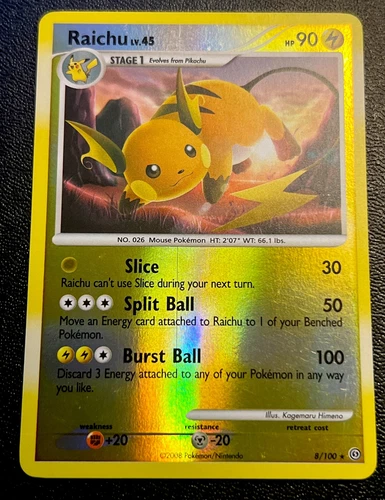 Raichu LV.45
HP 90
STAGE 1 Evolves from Pikachu
NO. 026 Mouse Pokémon HT: 2'07" WT: 66.1 lbs.
Slice 30
Raichu can't use Slice during your next turn.
Split Ball 50
Move an Energy card attached to Raichu to 1 of your Benched
Pokémon.
Burst Ball 100
Discard 3 Energy attached to any of your Pokémon in any way
you like.
Illus. Kagemaru Himeno
weakness resistance retreat cost
+20 -20
8/100
©2008 Pokémon/Nintendo